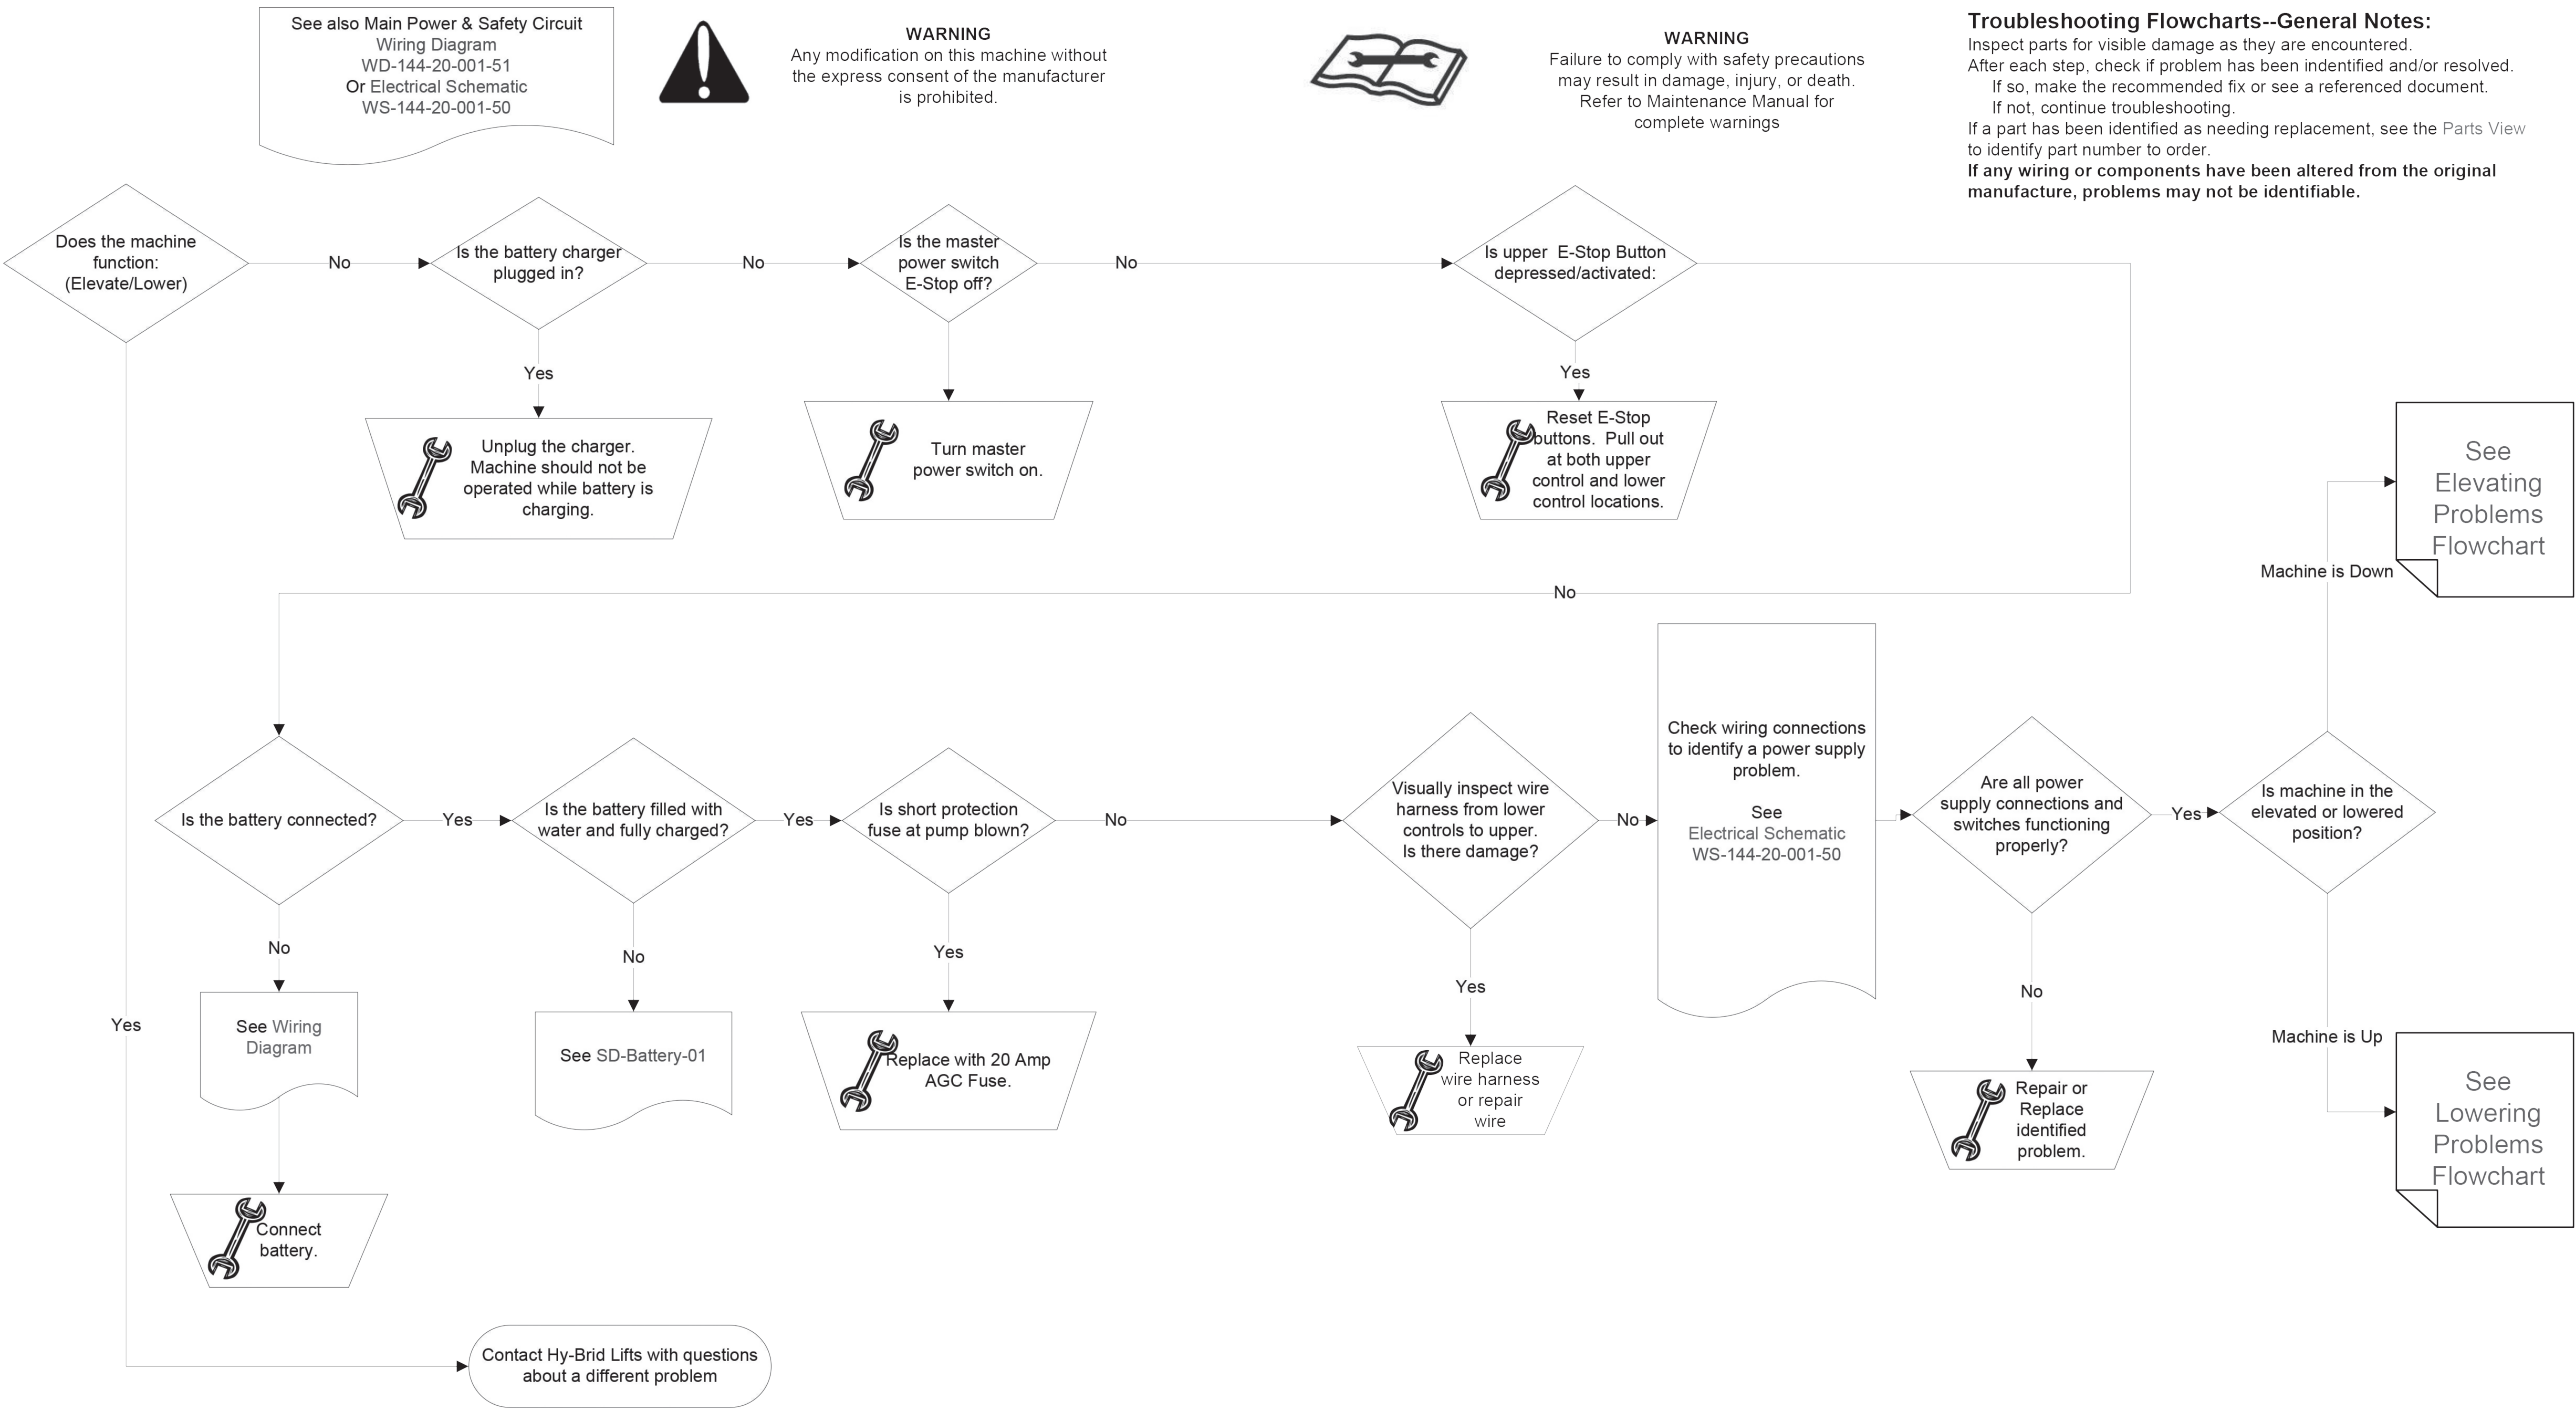 See also Main Power & Safety Circuit
Wiring Diagram
WD-144-20-001-51
Or Electrical Schematic
WS-144-20-001-50
WARNING
Any modification on this machine without
the express consent of the manufacturer
is prohibited.
WARNING
Failure to comply with safety precautions
may result in damage, injury, or death.
Refer to Maintenance Manual for
complete warnings
Troubleshooting Flowcharts--General Notes:
Inspect parts for visible damage as they are encountered.
After each step, check if problem has been indentified and/or resolved.
If so, make the recommended fix or see a referenced document.
If not, continue troubleshooting.
If a part has been identified as needing replacement, see the Parts View
to identify part number to order.
If any wiring or components have been altered from the original
manufacture, problems may not be identifiable.
Does the machine
function:
(Elevate/Lower)
No
Is the battery charger
plugged in?
No
Is the master
power switch
E-Stop off?
No
Is upper  E-Stop Button
depressed/activated:
Yes
Yes
Unplug the charger.
Machine should not be
operated while battery is
charging.
Turn master
power switch on.
Reset E-Stop
buttons.  Pull out
at both upper
control and lower
control locations.
See
Elevating
Problems
Flowchart
Machine is Down
No
Is the battery connected?
Yes
Is the battery filled with
water and fully charged?
Yes
Is short protection
fuse at pump blown?
No
Visually inspect wire
harness from lower
controls to upper.
Is there damage?
No
Check wiring connections
to identify a power supply
problem.
See
Electrical Schematic
WS-144-20-001-50
Are all power
supply connections and
switches functioning
properly?
Yes
Is machine in the
elevated or lowered
position?
No
No
Yes
Yes
No
Yes
Machine is Up
See Wiring
Diagram
See SD-Battery-01
Replace with 20 Amp
AGC Fuse.
Replace
wire harness
or repair
wire
Repair or
Replace
identified
problem.
See
Lowering
Problems
Flowchart
Connect
battery.
Contact Hy-Brid Lifts with questions
about a different problem